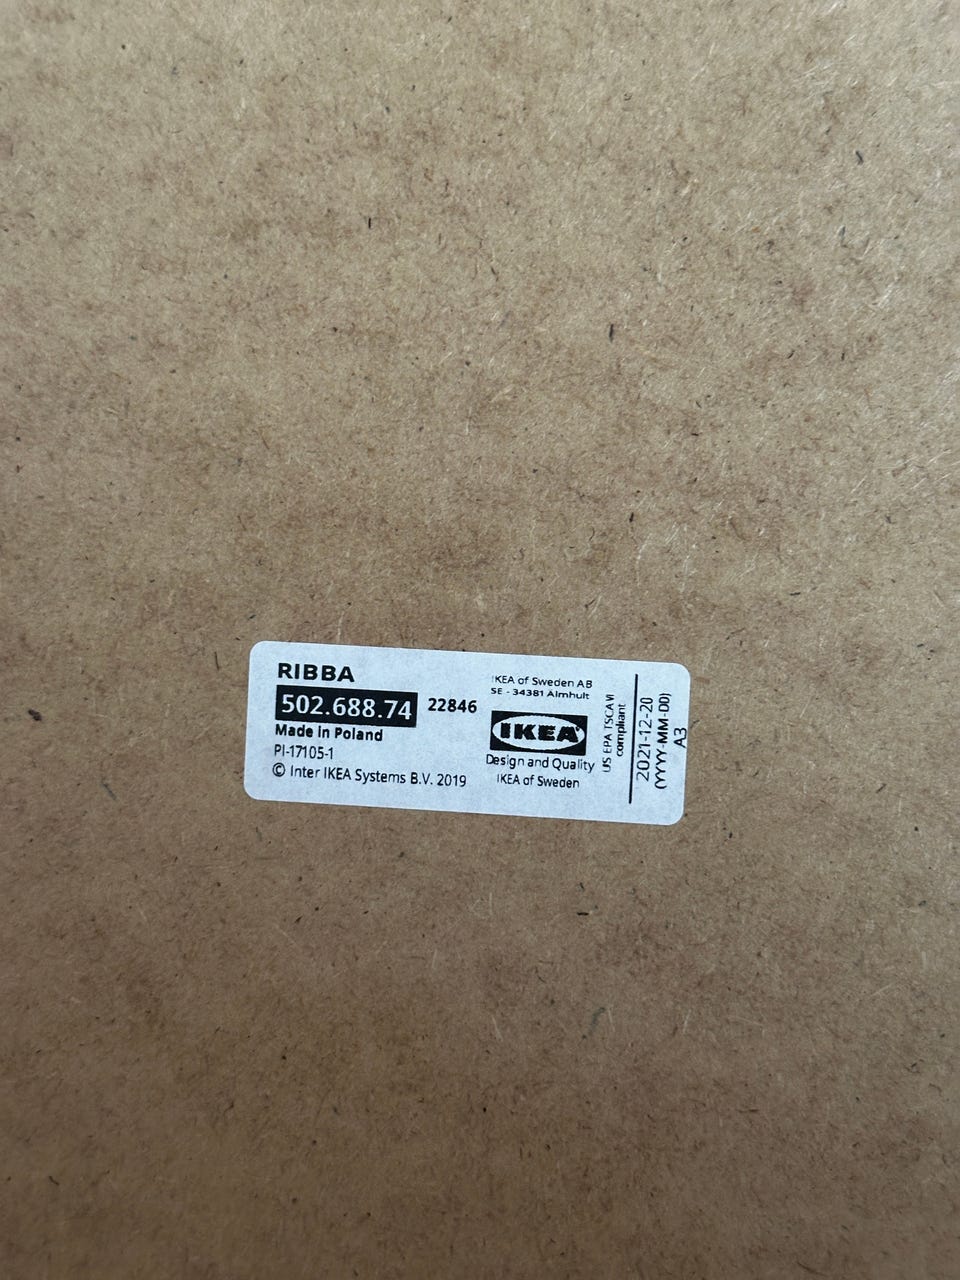 RIBBA
502.688.74 22846
Made in Poland
PI-17105-1
© Inter IKEA Systems B.V. 2019
IKEA of Sweden AB
SE - 34381 Älmhult
IKEA
Design and Quality
IKEA of Sweden
US EPA TSCA VI
compliant
2021-12-20
(YYYY-MM-DD)
A3